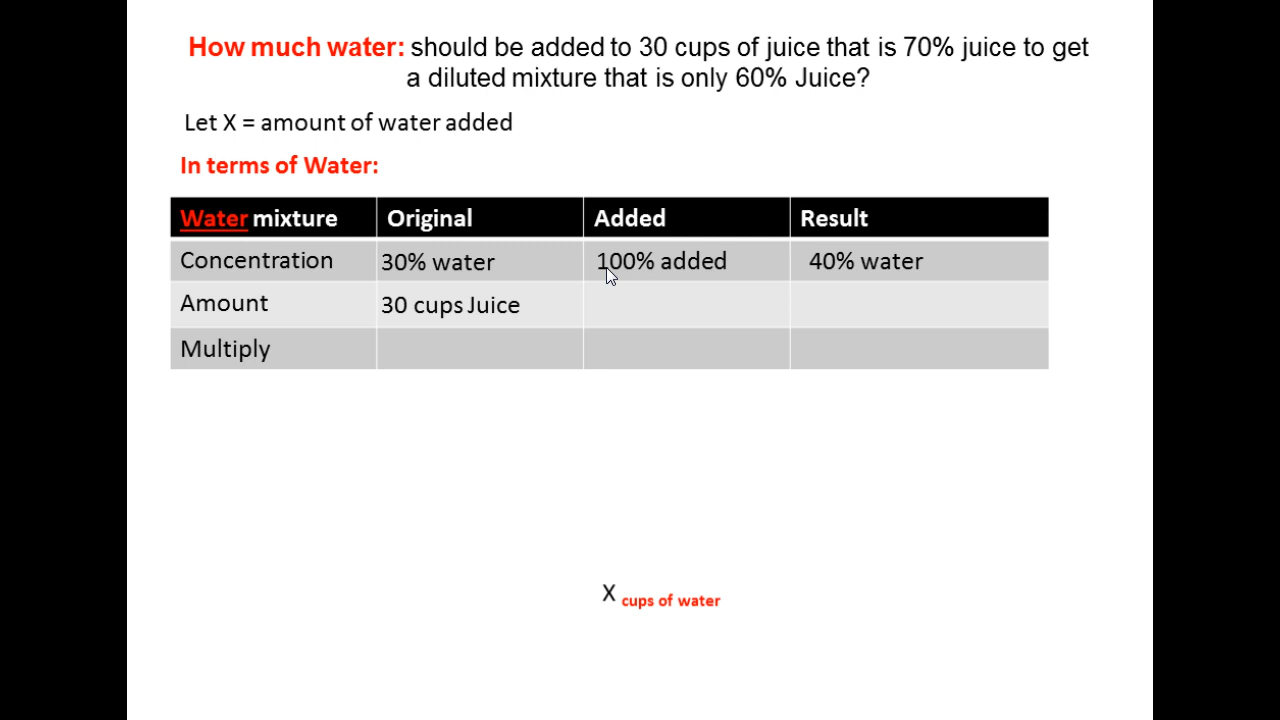 How much water: should be added to 30 cups of juice that is 70% juice to get
a diluted mixture that is only 60% Juice?
Let X = amount of water added
In terms of Water:
Water mixture Original Added Result
Concentration 30% water 100% added 40% water
Amount 30 cups Juice
Multiply
X cups of water